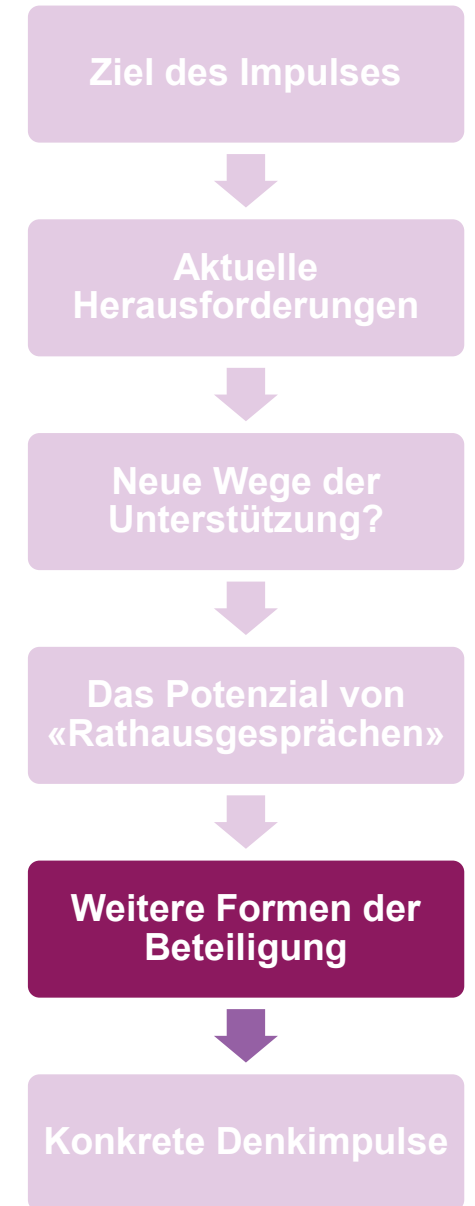 Ziel des Impulses
Aktuelle
Herausforderungen
Neue Wege der
Unterstützung?
Das Potenzial von
«Rathausgesprächen»
Weitere Formen der
Beteiligung
Konkrete Denkimpulse